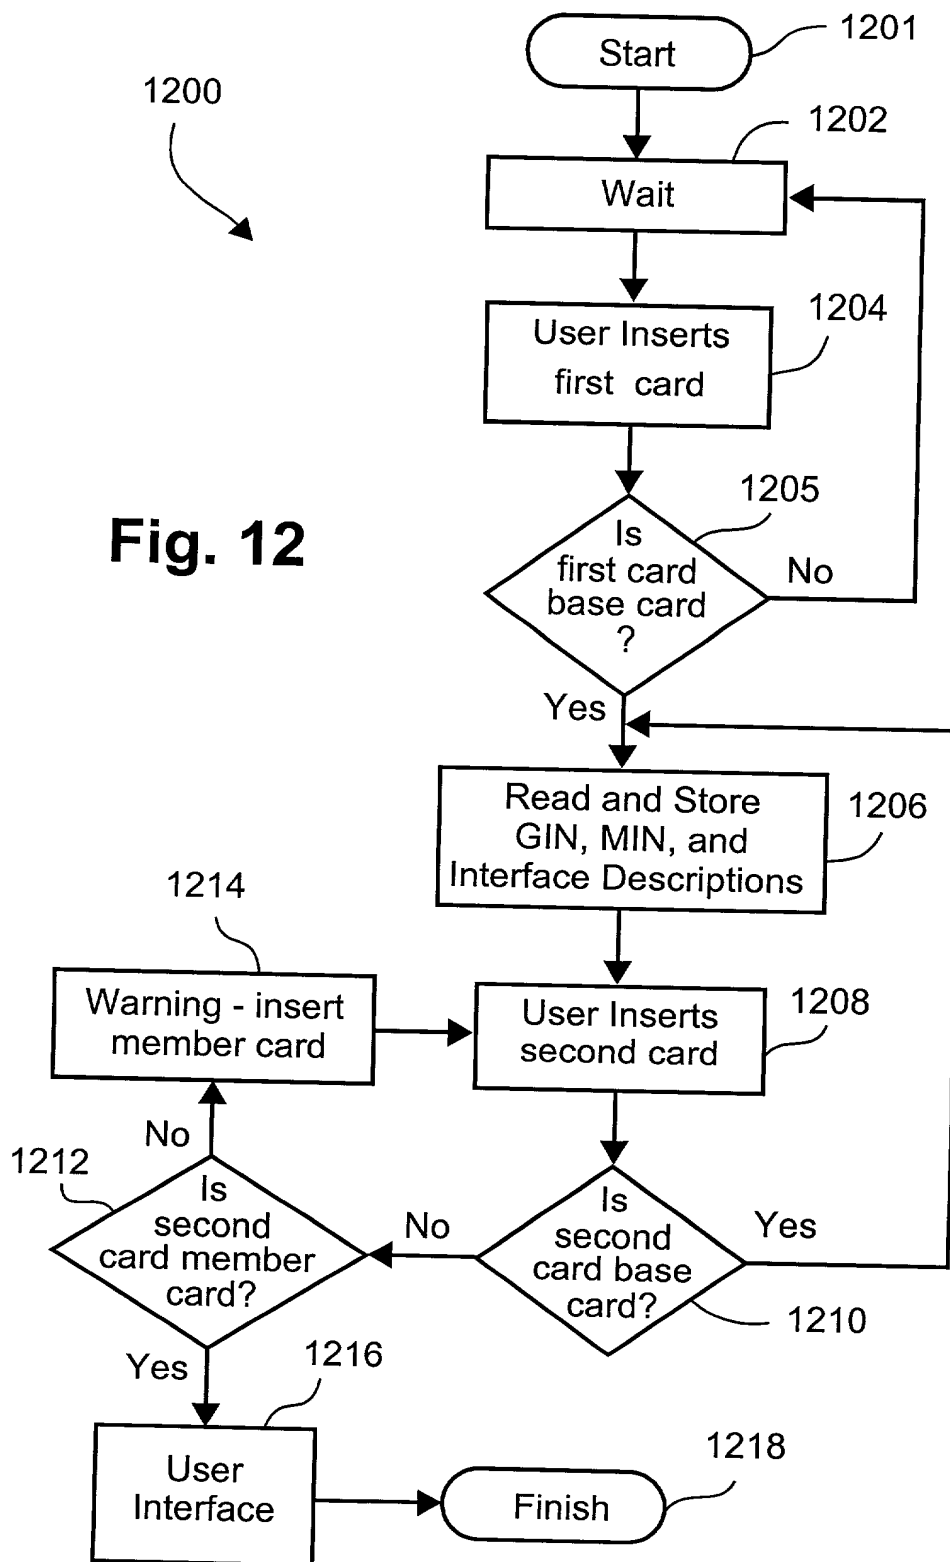 Start
1201
1200
1202
Wait
1204
User Inserts
first card
1205
Fig. 12
Is
first card
base card
?
No
Yes
Read and Store
GIN, MIN, and
Interface Descriptions
1206
1214
Warning - insert
member card
User Inserts
second card
1208
No
1212
Is
second
card member
card?
No
Is
second
card base
card?
Yes
1210
Yes
1216
User
Interface
1218
Finish